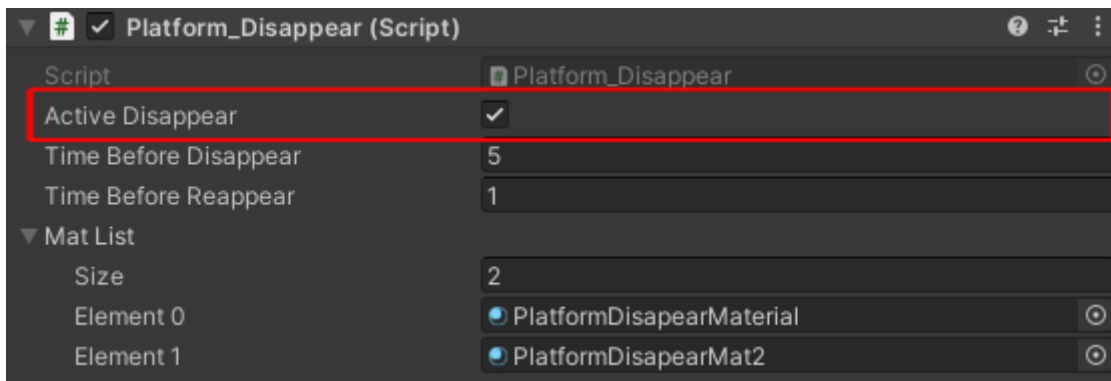 # Platform_Disappear (Script)
Script # Platform_Disappear
Active Disappear
Time Before Disappear 5
Time Before Reappear 1
Mat List
Size 2
Element 0 PlatformDisapearMaterial
Element 1 PlatformDisapearMat2